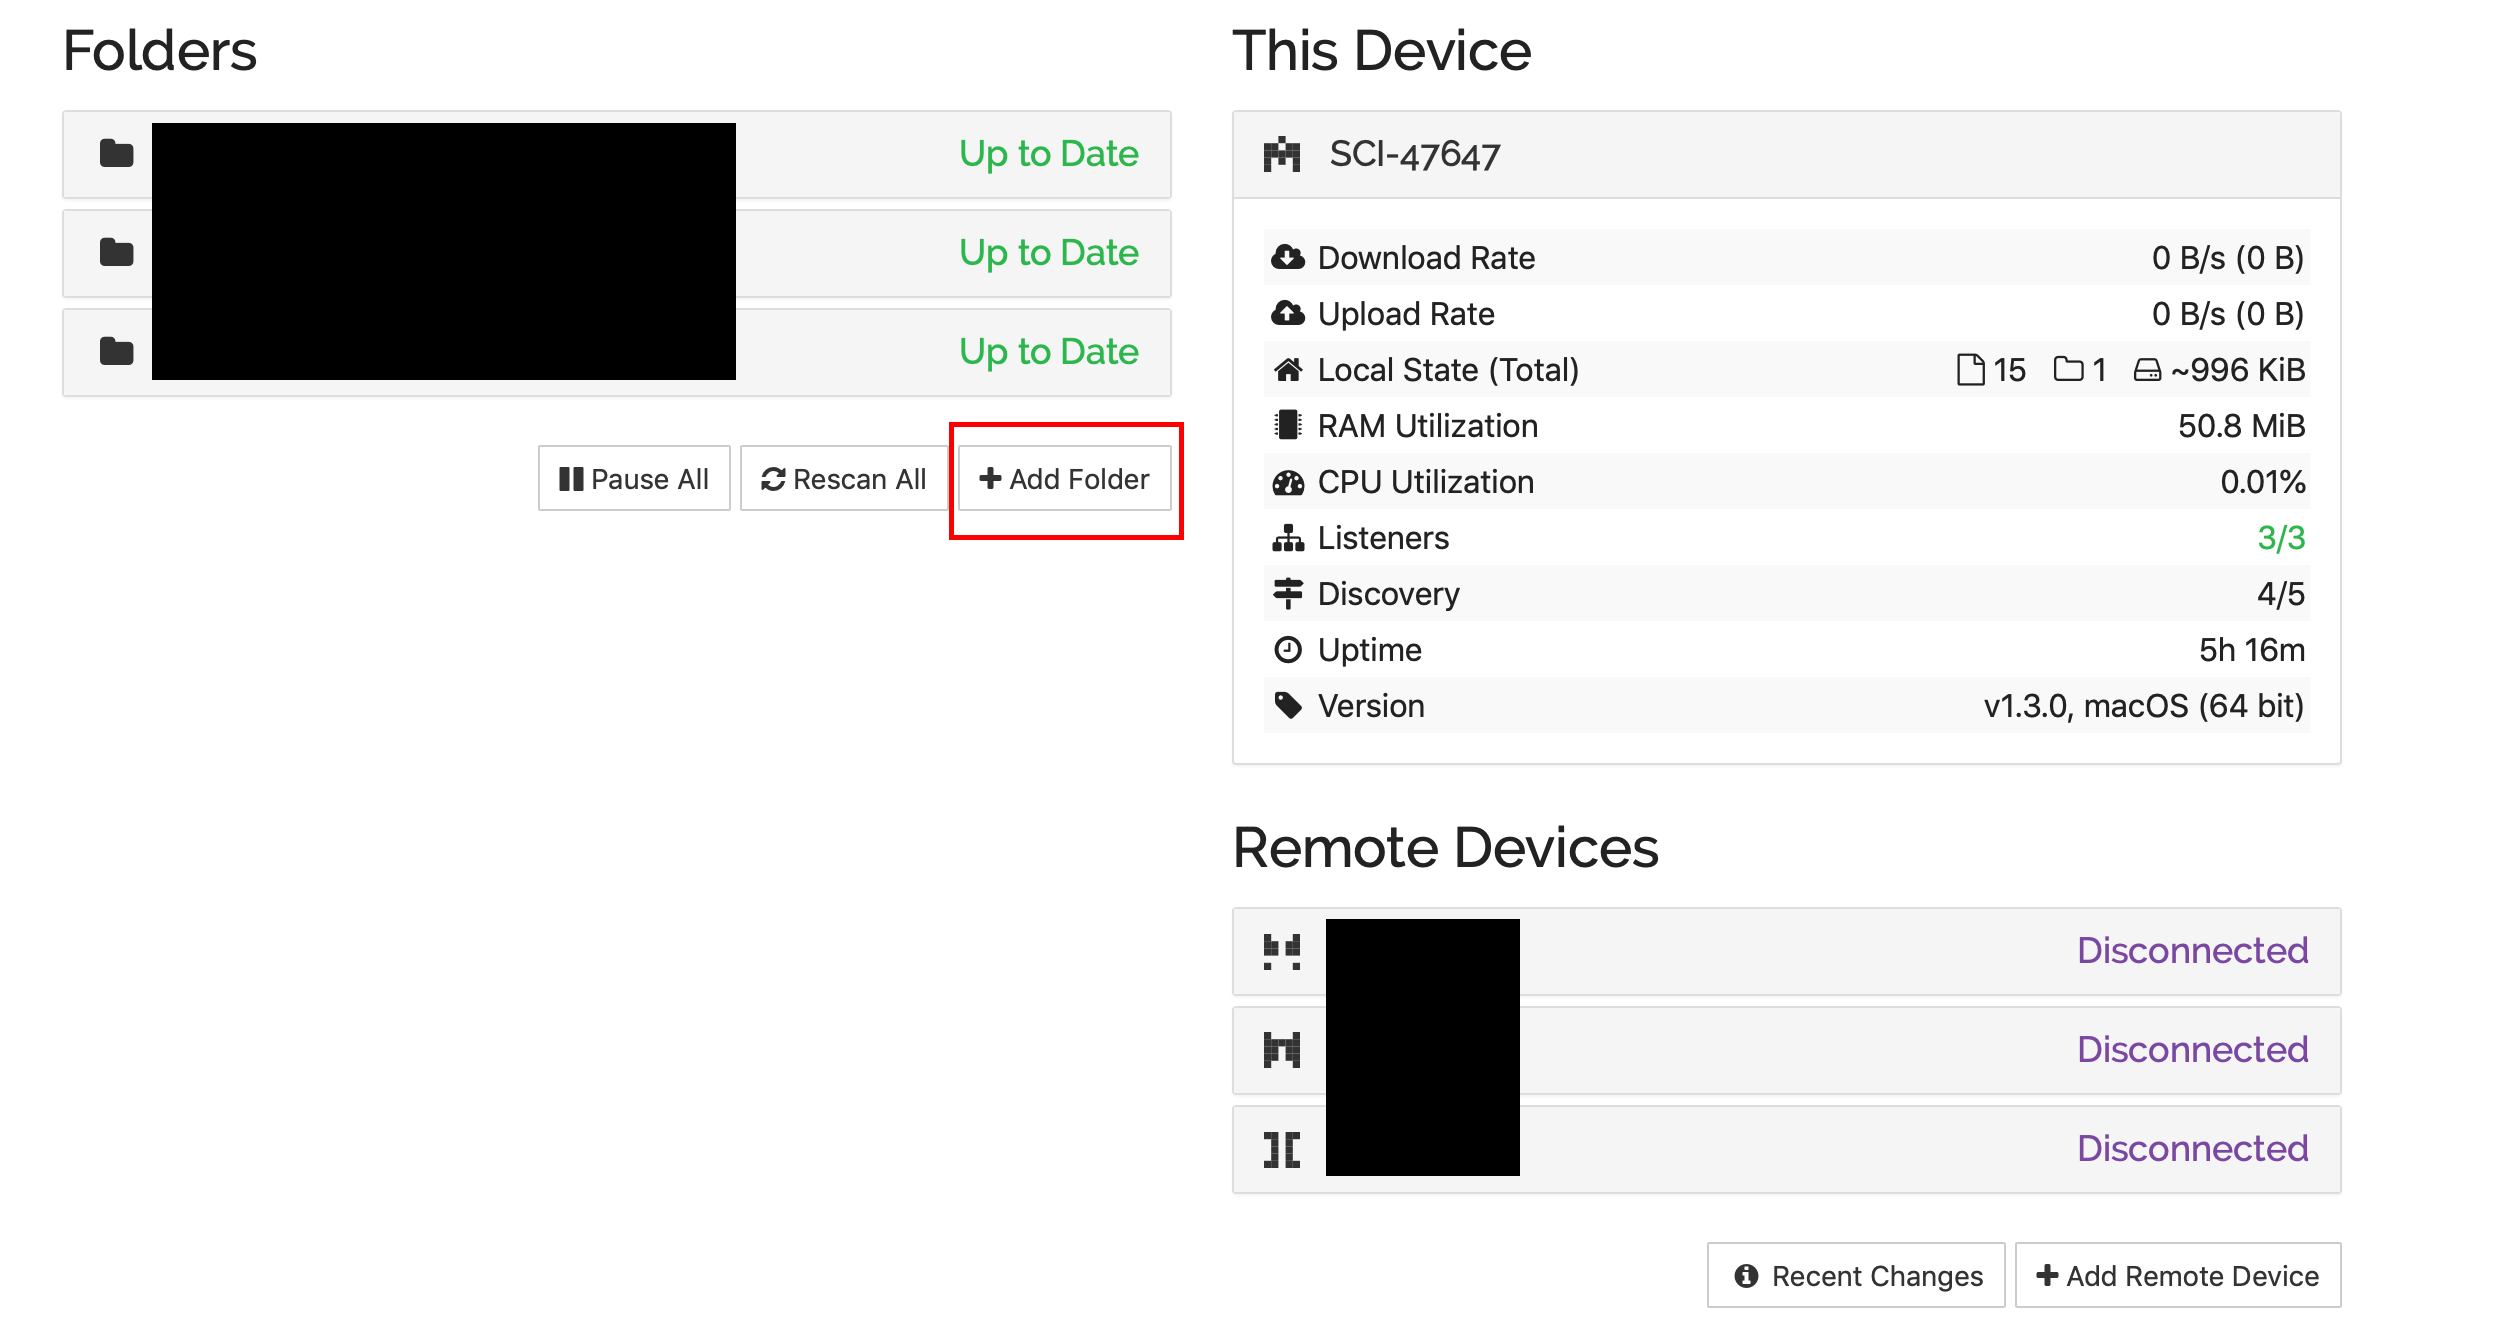 Folders
Up to Date
Up to Date
Up to Date
Pause All
Rescan All
Add Folder
This Device
SCI-47647
Download Rate 0 B/s (0 B)
Upload Rate 0 B/s (0 B)
Local State (Total) 15 1 ~996 KiB
RAM Utilization 50.8 MiB
CPU Utilization 0.01%
Listeners 3/3
Discovery 4/5
Uptime 5h 16m
Version v1.3.0, macOS (64 bit)
Remote Devices
Disconnected
Disconnected
Disconnected
Recent Changes
Add Remote Device